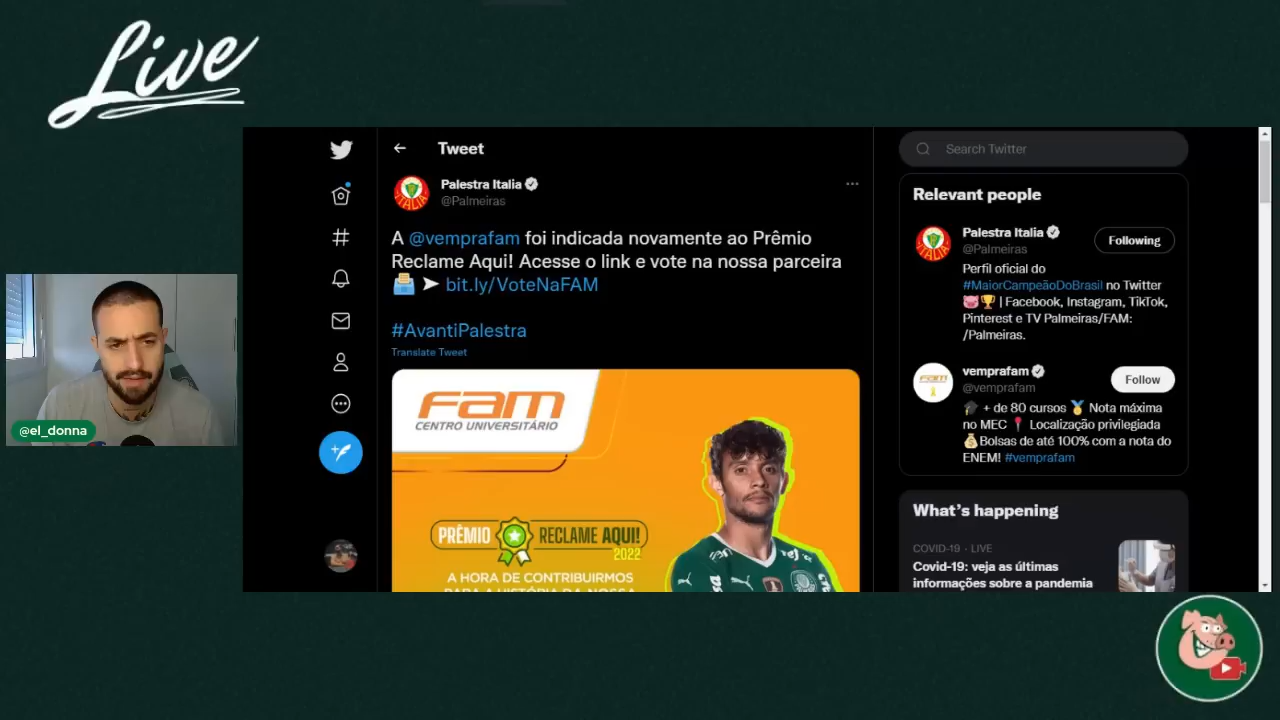 Live
Tweet
Palestra Italia
@Palmeiras
A @vemprafam foi indicada novamente ao Prêmio
Reclame Aqui! Acesse o link e vote na nossa parceira
bit.ly/VoteNaFAM
#AvantiPalestra
Translate Tweet
fam
CENTRO UNIVERSITÁRIO
PRÊMIO RECLAME AQUI!
2022
A HORA DE CONTRIBUIRMOS
PARA A HISTÓRIA DA NOSSA
Search Twitter
Relevant people
Palestra Italia
@Palmeiras
Following
Perfil oficial do
#MaiorCampeãoDoBrasil no Twitter
| Facebook, Instagram, TikTok,
Pinterest e TV Palmeiras/FAM:
/Palmeiras.
vemprafam
@vemprafam
Follow
+ de 80 cursos Nota máxima
no MEC Localização privilegiada
Bolsas de até 100% com a nota do
ENEM! #vemprafam
What's happening
COVID-19 · LIVE
Covid-19: veja as últimas
informações sobre a pandemia
@el_donna